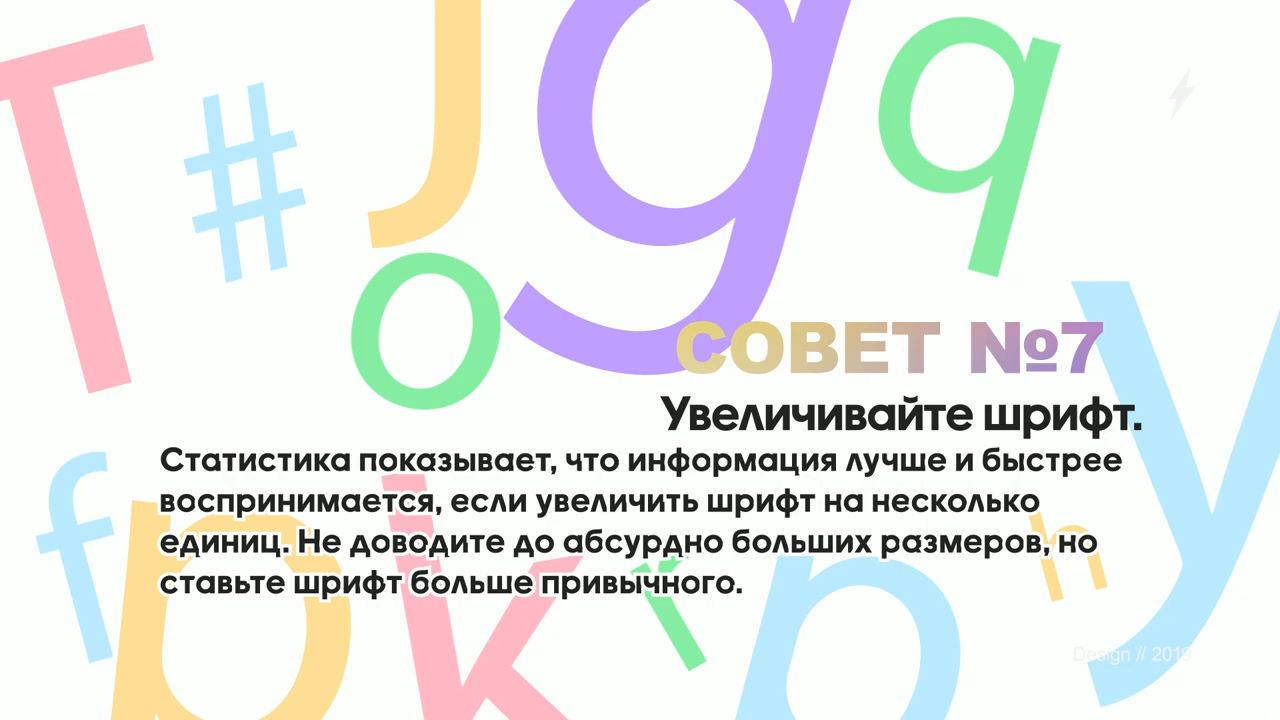 T # J g q
o
y
f p k r p h
СОВЕТ №7
Увеличивайте шрифт.
Статистика показывает, что информация лучше и быстрее
воспринимается, если увеличить шрифт на несколько
единиц. Не доводите до абсурдно больших размеров, но
ставьте шрифт больше привычного.
Design // 2019